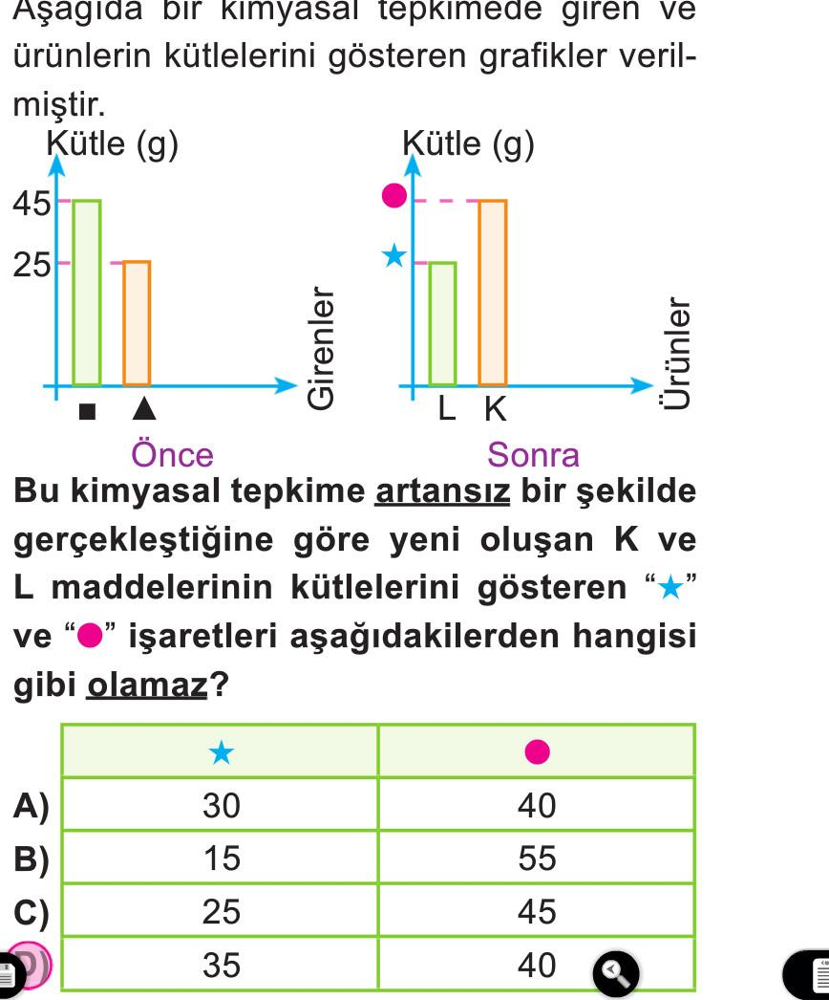 Aşağıda bir kimyasal tepkimede giren ve
ürünlerin kütlelerini gösteren grafikler veril-
miştir.
Kütle (g)
45
25
Girenler
■ ▲
Önce
Kütle (g)
●
★
Ürünler
L K
Sonra
Bu kimyasal tepkime artansız bir şekilde
gerçekleştiğine göre yeni oluşan K ve
L maddelerinin kütlelerini gösteren “★”
ve “●” işaretleri aşağıdakilerden hangisi
gibi olamaz?
★ ●
A) 30 40
B) 15 55
C) 25 45
D) 35 40